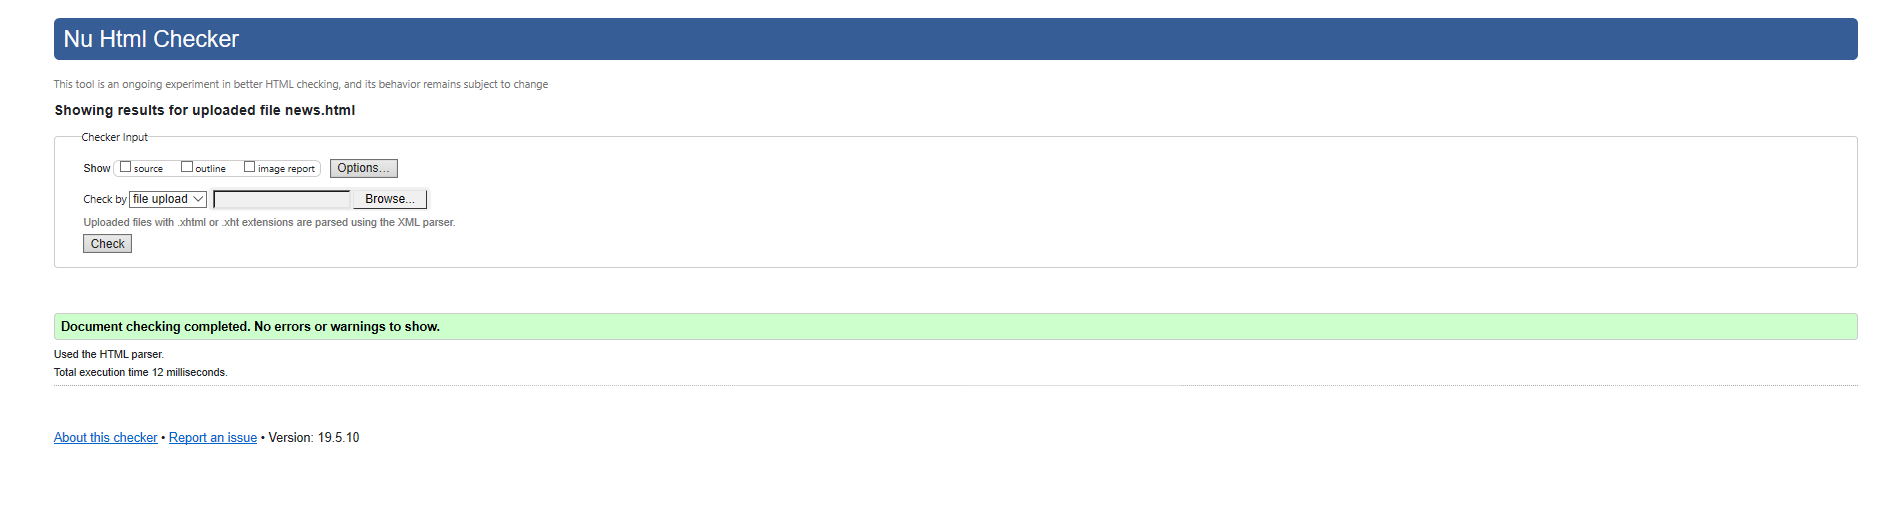 Nu Html Checker
This tool is an ongoing experiment in better HTML checking, and its behavior remains subject to change
Showing results for uploaded file news.html
Checker Input
Show source outline image report Options...
Check by file upload Browse...
Uploaded files with .xhtml or .xht extensions are parsed using the XML parser.
Check
Document checking completed. No errors or warnings to show.
Used the HTML parser.
Total execution time 12 milliseconds.
About this checker • Report an issue • Version: 19.5.10